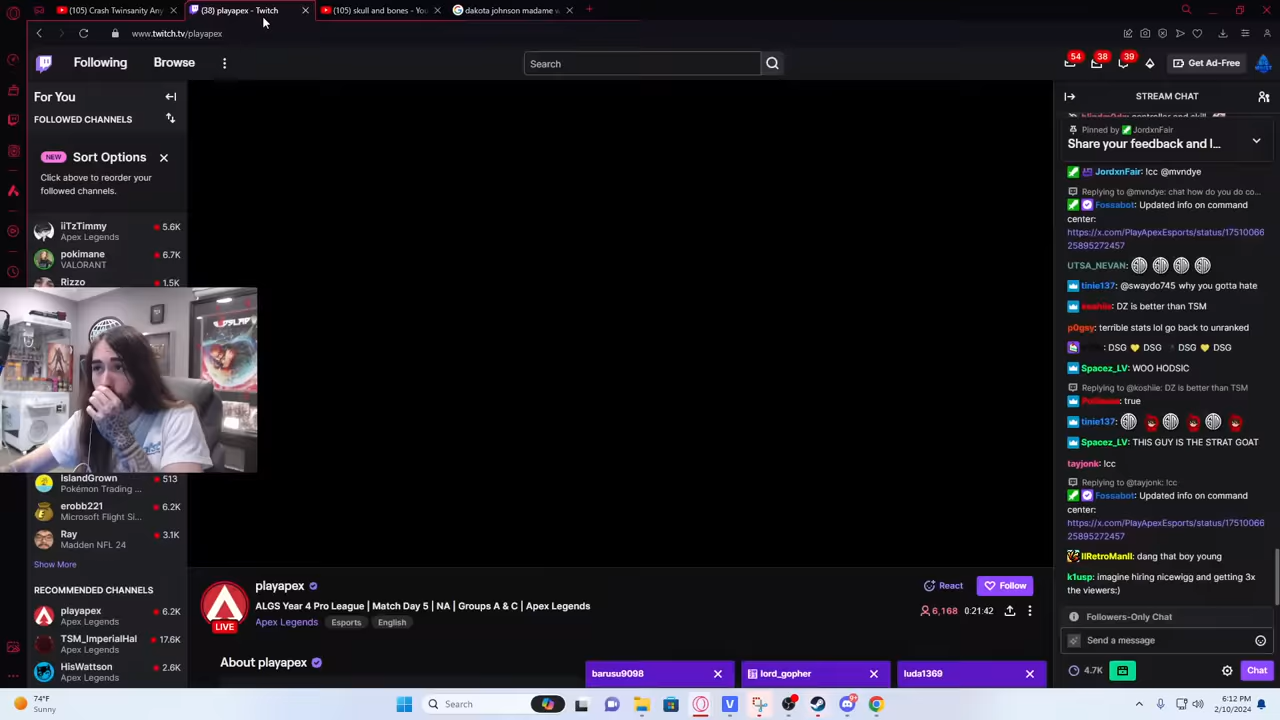 (105) Crash Twinsanity Any
(38) playapex - Twitch
(105) skull and bones - You
dakota johnson madame v
www.twitch.tv/playapex
Following
Browse
Search
54
38
39
Get Ad-Free
For You
FOLLOWED CHANNELS
NEW
Sort Options
Click above to reorder your
followed channels.
iiTzTimmy
5.6K
Apex Legends
pokimane
6.7K
VALORANT
Rizzo
1.5K
IslandGrown
513
Pokémon Trading ...
erobb221
6.2K
Microsoft Flight Si...
Ray
3.1K
Madden NFL 24
Show More
RECOMMENDED CHANNELS
playapex
6.2K
Apex Legends
TSM_ImperialHal
17.6K
Apex Legends
HisWattson
2.6K
Apex Legends
LIVE
playapex
ALGS Year 4 Pro League | Match Day 5 | NA | Groups A & C | Apex Legends
Apex Legends
Esports
English
React
Follow
6,168
0:21:42
About playapex
barusu9098
lord_gopher
luda1369
STREAM CHAT
Pinned by JordxnFair
Share your feedback and l...
JordxnFair: !cc @mvndye
Replying to @mvndye: chat how do you do co...
Fossabot: Updated info on command
center:
https://x.com/PlayApexEsports/status/17510066
25895272457
UTSA_NEVAN:
tinie137: @swaydo745 why you gotta hate
koshiie: DZ is better than TSM
p0gsy: terrible stats lol go back to unranked
: DSG DSG DSG DSG
Spacez_LV: WOO HODSIC
Replying to @koshiie: DZ is better than TSM
: true
tinie137:
Spacez_LV: THIS GUY IS THE STRAT GOAT
tayjonk: !cc
Replying to @tayjonk: !cc
Fossabot: Updated info on command
center:
https://x.com/PlayApexEsports/status/17510066
25895272457
IIRetroManII: dang that boy young
k1usp: imagine hiring nicewigg and getting 3x
the viewers:)
Followers-Only Chat
Send a message
4.7K
Chat
74°F
Sunny
Search
6:12 PM
2/10/2024